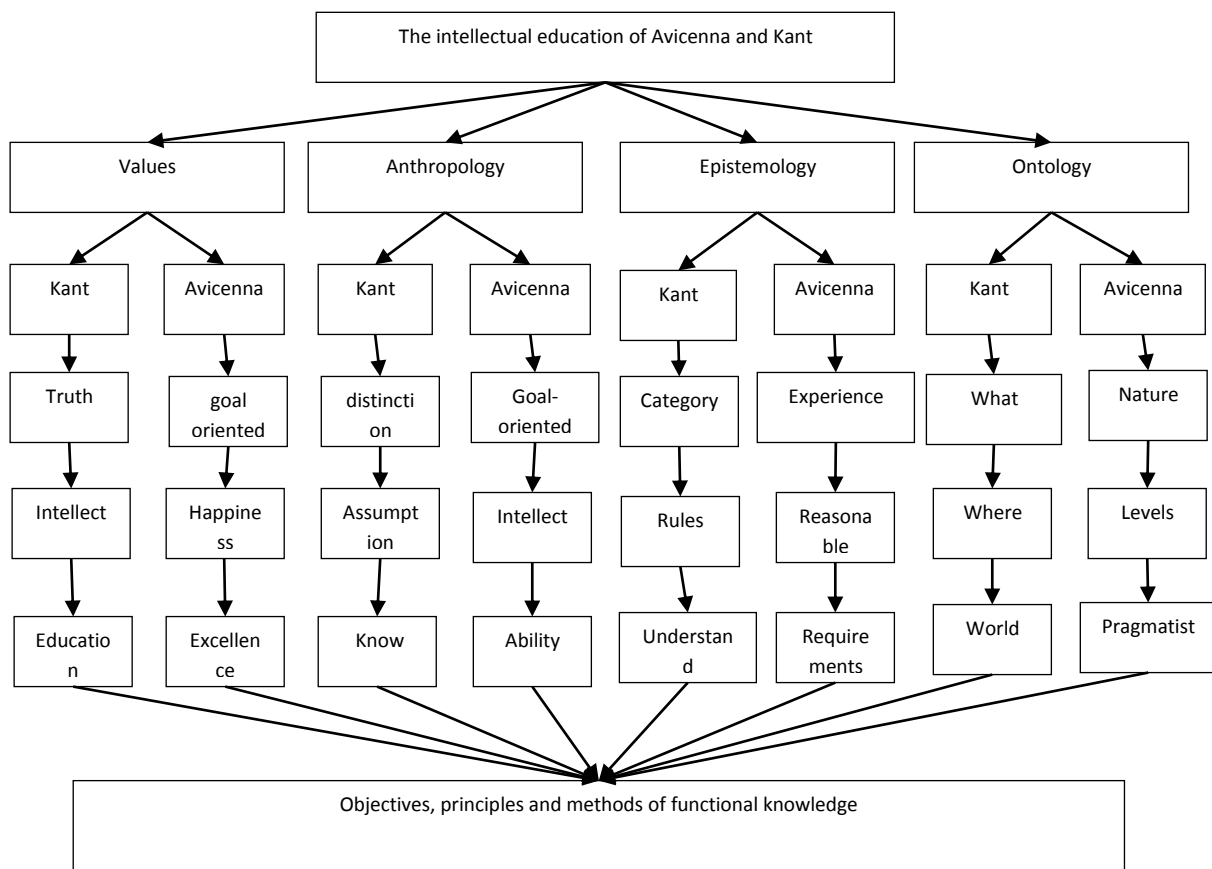 The intellectual education of Avicenna and Kant
Values
Anthropology
Epistemology
Ontology
Kant
Avicenna
Kant
Avicenna
Kant
Avicenna
Kant
Avicenna
Truth
goal
oriented
distincti
on
Goal-
oriented
Category
Experience
What
Nature
Intellect
Happine
ss
Assumpt
ion
Intellect
Rules
Reasona
ble
Where
Levels
Educatio
n
Excellen
ce
Know
Ability
Understan
d
Require
ments
World
Pragmatist
Objectives, principles and methods of functional knowledge